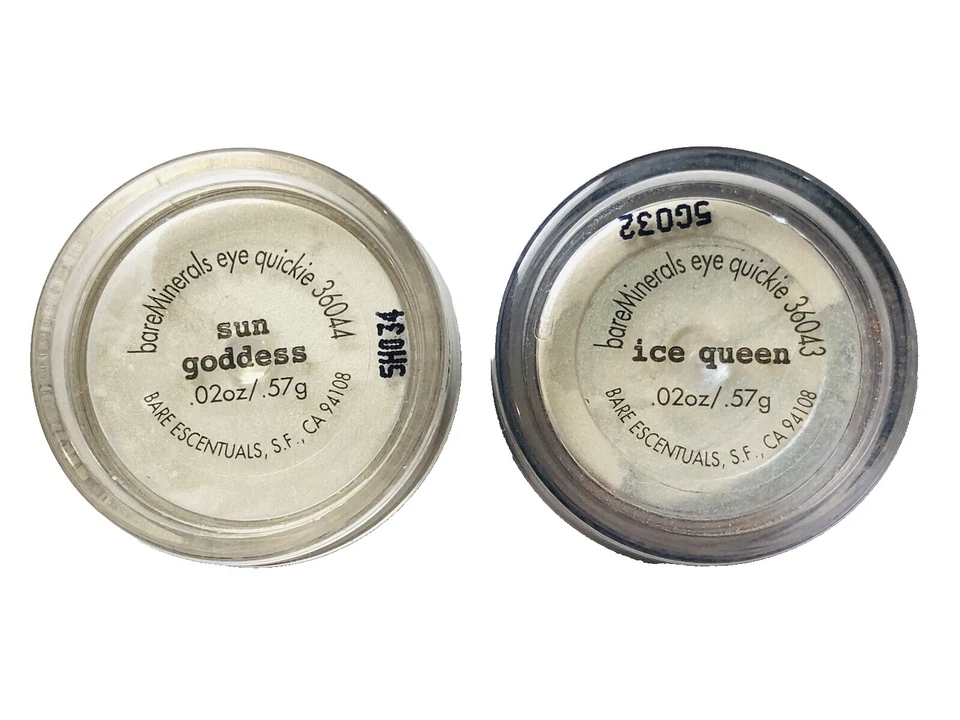 bareMinerals eye quickie 36044
sun
goddess
.02oz/.57g
BARE ESCENTUALS, S.F., CA 94108
5H034
5G032
bareMinerals eye quickie 36043
ice queen
.02oz/.57g
BARE ESCENTUALS, S.F., CA 94108